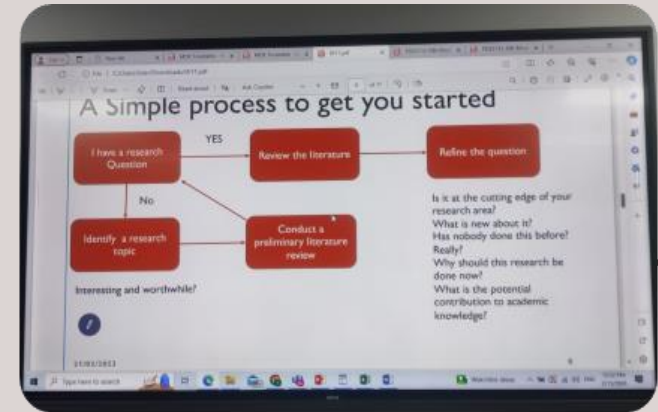 A Simple process to get you started
I have a research
Question
YES
Review the literature
Refine the question
No
Identify a research
topic
Conduct a
preliminary literature
review
Interesting and worthwhile?
Is it at the cutting edge of your
research area?
What is new about it?
Has nobody done this before?
Really?
Why should this research be
done now?
What is the potential
contribution to academic
knowledge?
Type here to search